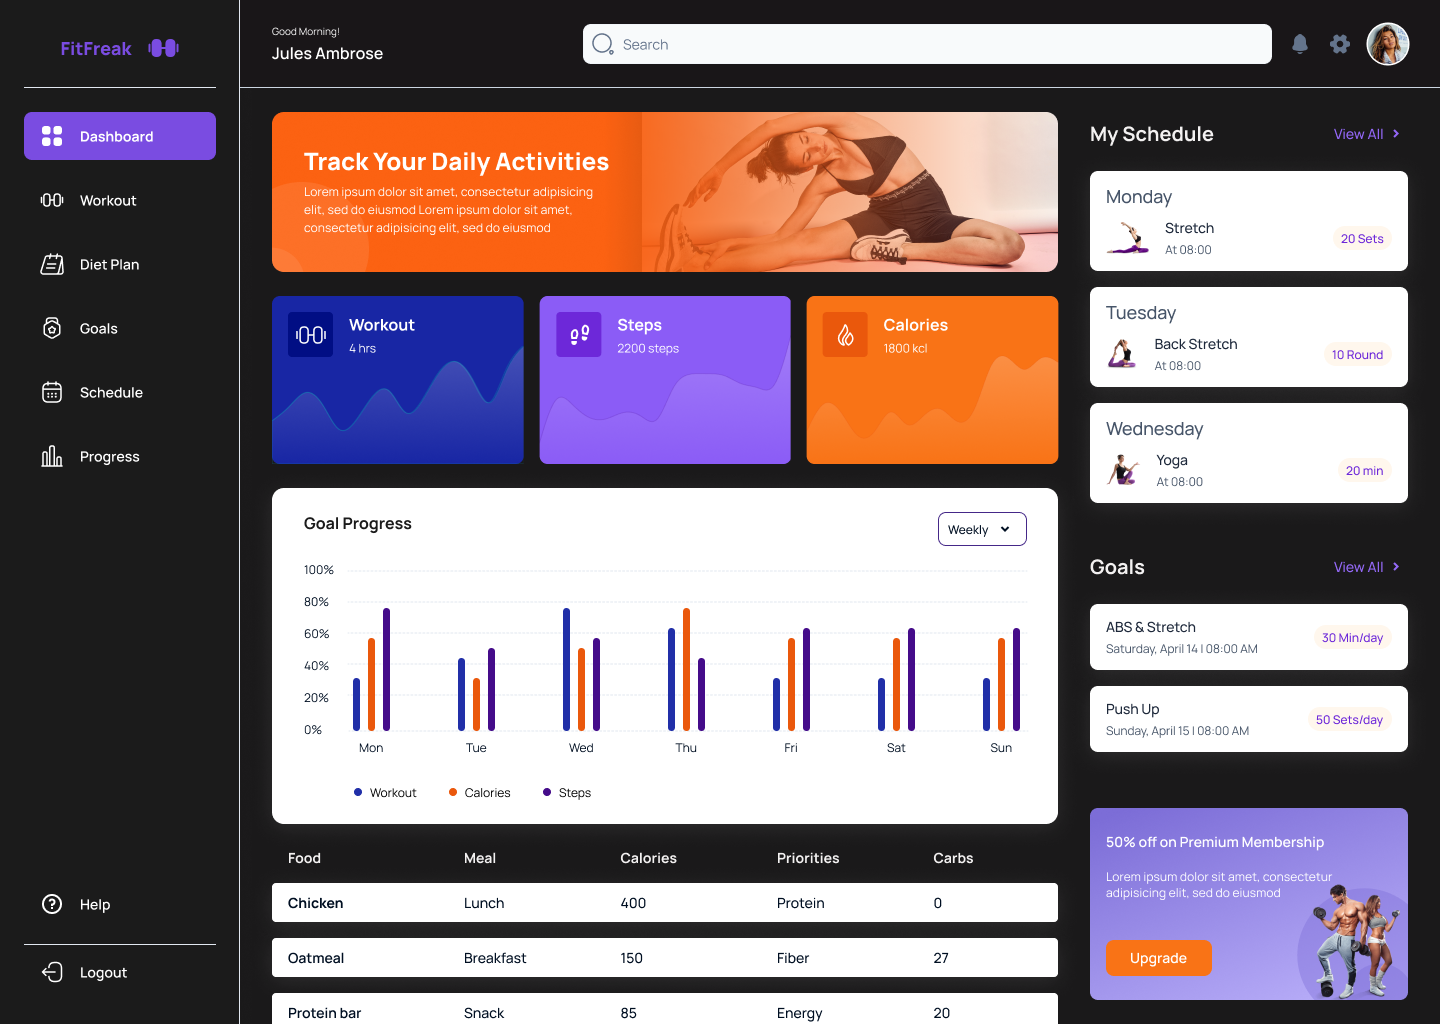 FitFreak
Dashboard
Workout
Diet Plan
Goals
Schedule
Progress
Help
Logout
Good Morning!
Jules Ambrose
Search
Track Your Daily Activities
Lorem ipsum dolor sit amet, consectetur adipisicing
elit, sed do eiusmod Lorem ipsum dolor sit amet,
consectetur adipisicing elit, sed do eiusmod
Workout
4 hrs
Steps
2200 steps
Calories
1800 kcl
Goal Progress
Weekly
100%
80%
60%
40%
20%
0%
Mon Tue Wed Thu Fri Sat Sun
Workout Calories Steps
Food Meal Calories Priorities Carbs
Chicken Lunch 400 Protein 0
Oatmeal Breakfast 150 Fiber 27
Protein bar Snack 85 Energy 20
My Schedule
View All
Monday
Stretch
At 08:00
20 Sets
Tuesday
Back Stretch
At 08:00
10 Round
Wednesday
Yoga
At 08:00
20 min
Goals
View All
ABS & Stretch
Saturday, April 14 | 08:00 AM
30 Min/day
Push Up
Sunday, April 15 | 08:00 AM
50 Sets/day
50% off on Premium Membership
Lorem ipsum dolor sit amet, consectetur
adipisicing elit, sed do eiusmod
Upgrade